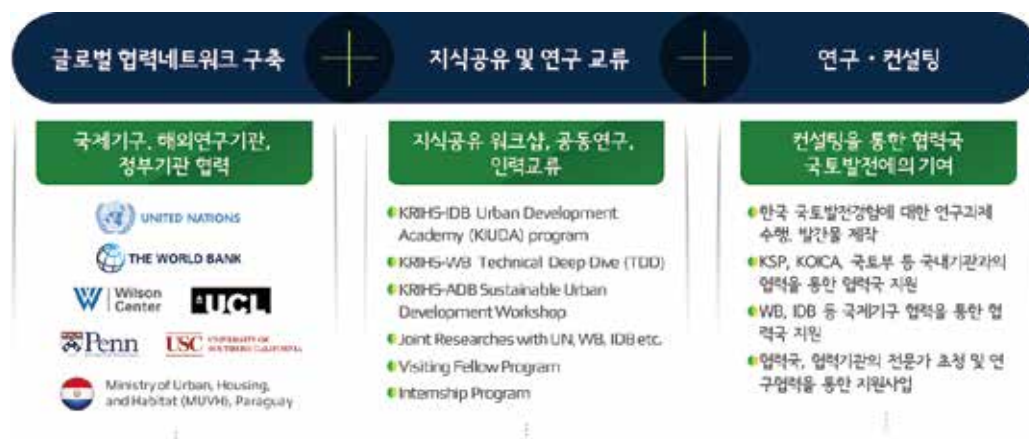 글로벌 협력네트워크 구축
지식공유 및 연구 교류
연구・컨설팅
국제기구, 해외연구기관,
정부기관 협력
UNITED NATIONS
THE WORLD BANK
Wilson
Center
UCL
Penn
USC UNIVERSITY OF
SOUTHERN CALIFORNIA
Ministry of Urban, Housing,
and Habitat (MUVH), Paraguay
지식공유 워크샵, 공동연구,
인력교류
KRIHS-IDB Urban Development
Academy (KIUDA) program
KRIHS-WB Technical Deep Dive (TDD)
KRIHS-ADB Sustainable Urban
Development Workshop
Joint Researches with UN, WB, IDB etc.
Visiting Fellow Program
Internship Program
컨설팅을 통한 협력국
국토발전에의 기여
한국 국토발전경험에 대한 연구과제
수행, 발간물 제작
KSP, KOICA, 국토부 등 국내기관과의
협력을 통한 협력국 지원
WB, IDB 등 국제기구 협력을 통한 협
력국 지원
협력국, 협력기관의 전문가 초청 및 연
구협력을 통한 지원사업